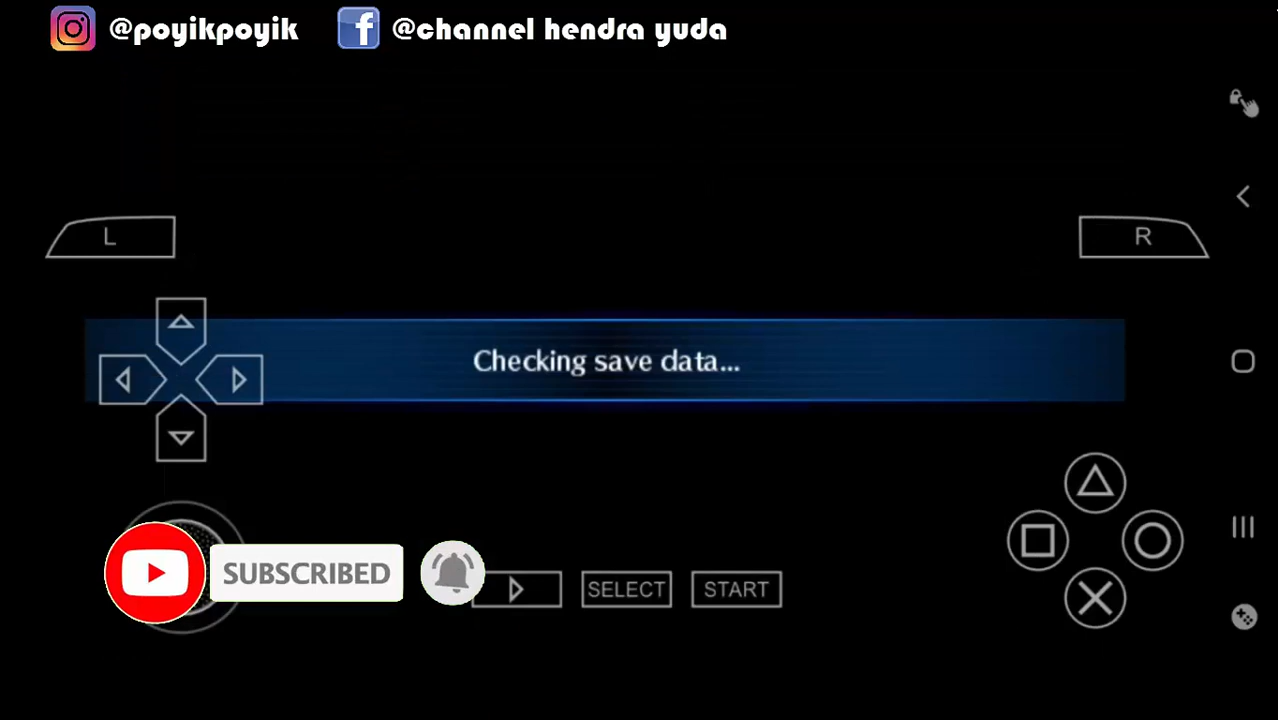 @poyikpoyik @channel hendra yuda
L R
Checking save data...
SUBSCRIBED SELECT START